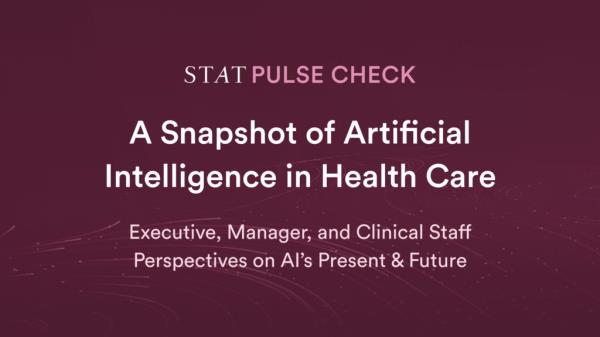 STAT PULSE CHECK
A Snapshot of Artificial
Intelligence in Health Care
Executive, Manager, and Clinical Staff
Perspectives on AI's Present & Future